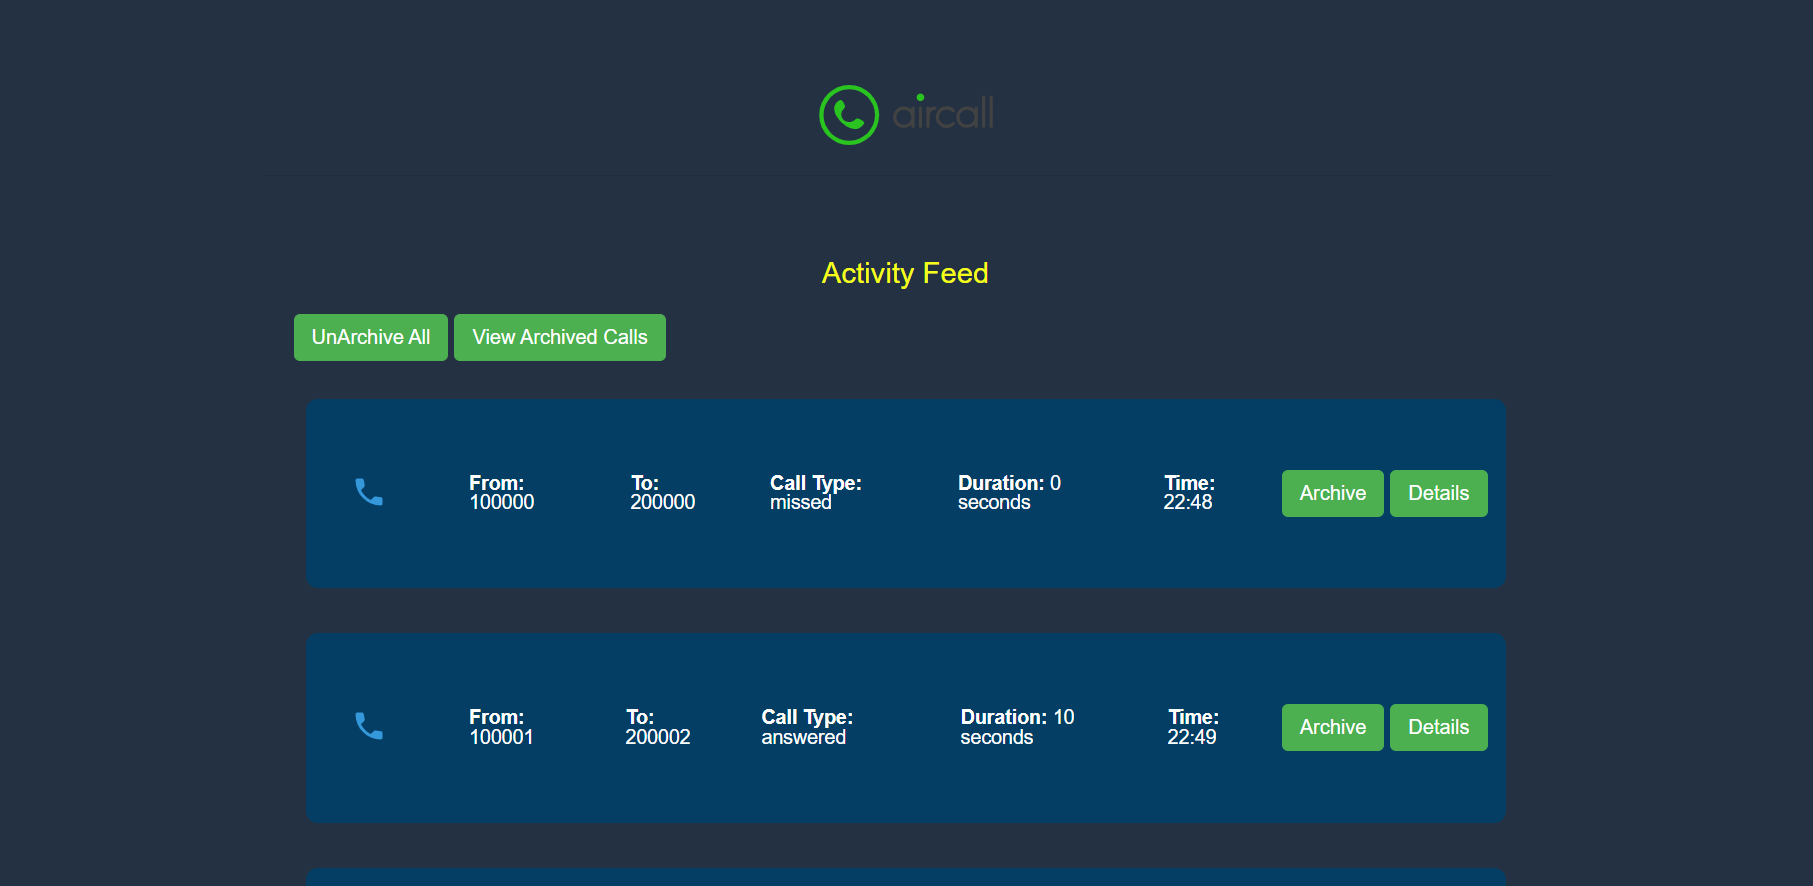 aircall
Activity Feed
UnArchive All View Archived Calls
From: To: Call Type: Duration: 0 Time:
100000 200000 missed seconds 22:48
Archive Details
From: To: Call Type: Duration: 10 Time:
100001 200002 answered seconds 22:49
Archive Details